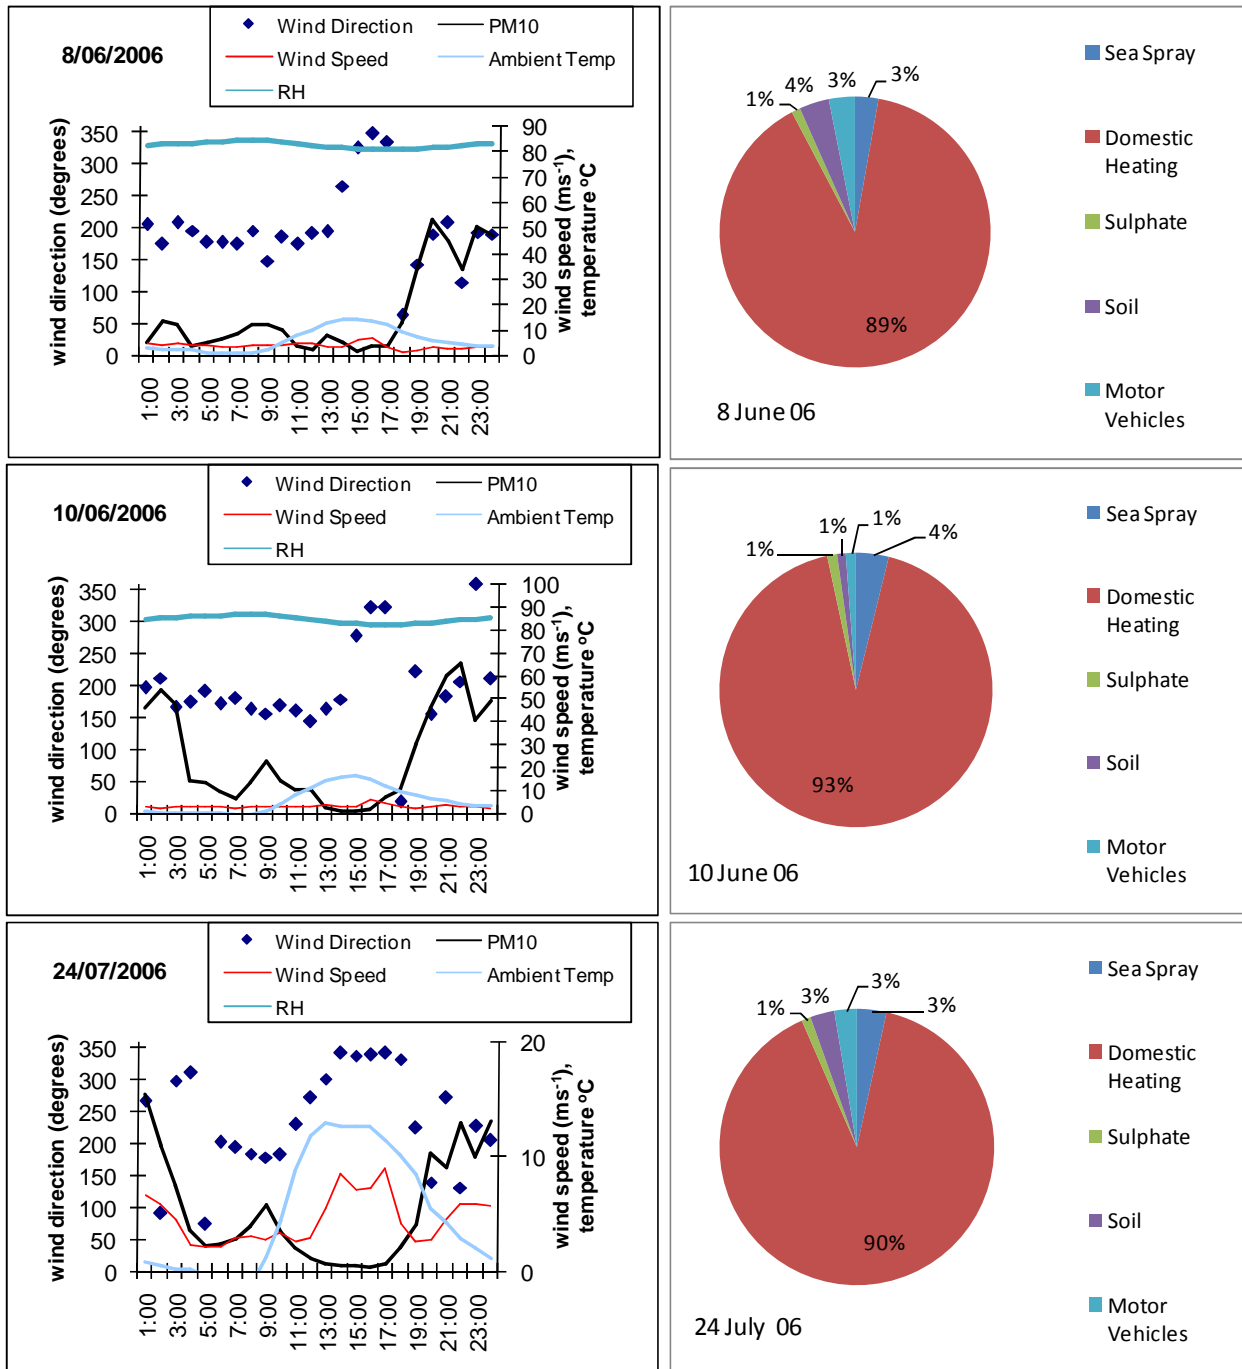 8/06/2006
Wind Direction PM10
Wind Speed Ambient Temp
RH
wind direction (degrees)
350
300
250
200
150
100
50
0
90
80
70
60
50
40
30
20
10
0
wind speed (ms-1),
temperature ºC
1:00 3:00 5:00 7:00 9:00 11:00 13:00 15:00 17:00 19:00 21:00 23:00
1% 4% 3% 3%
89%
8 June 06
Sea Spray
Domestic
Heating
Sulphate
Soil
Motor
Vehicles
10/06/2006
Wind Direction PM10
Wind Speed Ambient Temp
RH
wind direction (degrees)
350
300
250
200
150
100
50
0
100
90
80
70
60
50
40
30
20
10
0
wind speed (ms-1),
temperature ºC
1:00 3:00 5:00 7:00 9:00 11:00 13:00 15:00 17:00 19:00 21:00 23:00
1% 1% 1% 4%
93%
10 June 06
Sea Spray
Domestic
Heating
Sulphate
Soil
Motor
Vehicles
24/07/2006
Wind Direction PM10
Wind Speed Ambient Temp
RH
wind direction (degrees)
350
300
250
200
150
100
50
0
20
10
0
wind speed (ms-1),
temperature ºC
1:00 3:00 5:00 7:00 9:00 11:00 13:00 15:00 17:00 19:00 21:00 23:00
1% 3% 3% 3%
90%
24 July 06
Sea Spray
Domestic
Heating
Sulphate
Soil
Motor
Vehicles